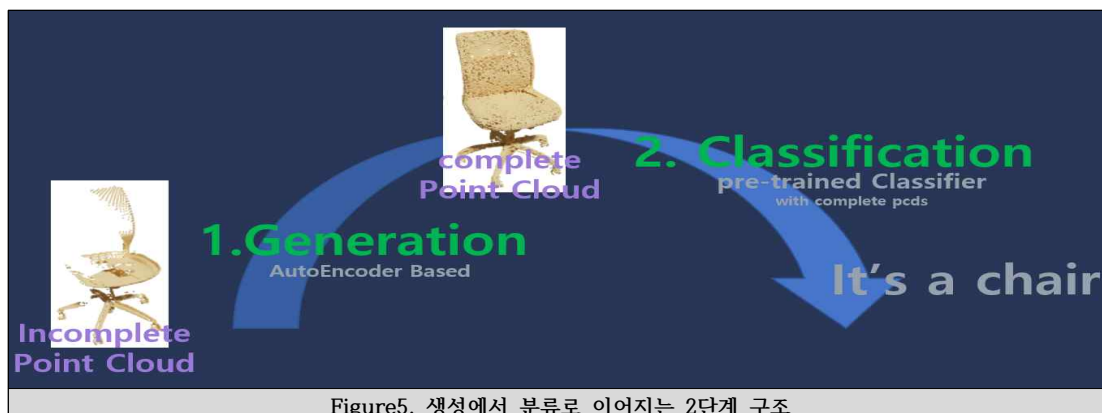 complete
Point Cloud
2. Classification
pre-trained Classifier
with complete pcds
1.Generation
AutoEncoder Based
It's a chair
Incomplete
Point Cloud
Figure5. 생성에서 분류로 이어지는 2단계 구조